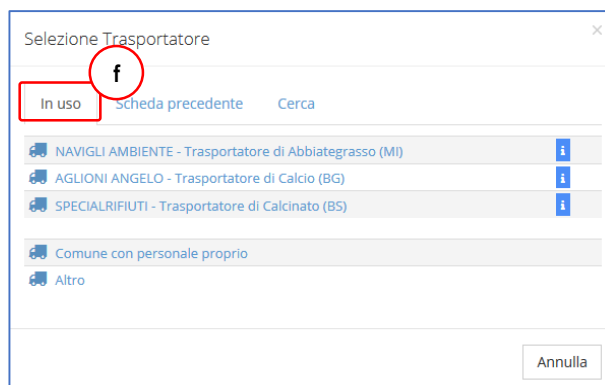 Selezione Trasportatore
×
f
In uso Scheda precedente Cerca
NAVIGLI AMBIENTE - Trasportatore di Abbiategrasso (MI) i
AGLIONI ANGELO - Trasportatore di Calcio (BG) i
SPECIALRIFIUTI - Trasportatore di Calcinato (BS) i
Comune con personale proprio
Altro
Annulla